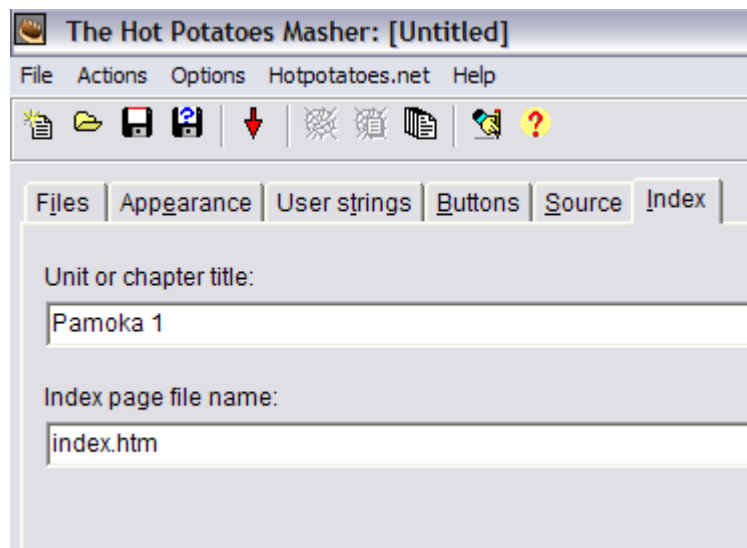 The Hot Potatoes Masher: [Untitled]
File Actions Options Hotpotatoes.net Help
Files Appearance User strings Buttons Source Index
Unit or chapter title:
Pamoka 1
Index page file name:
index.htm